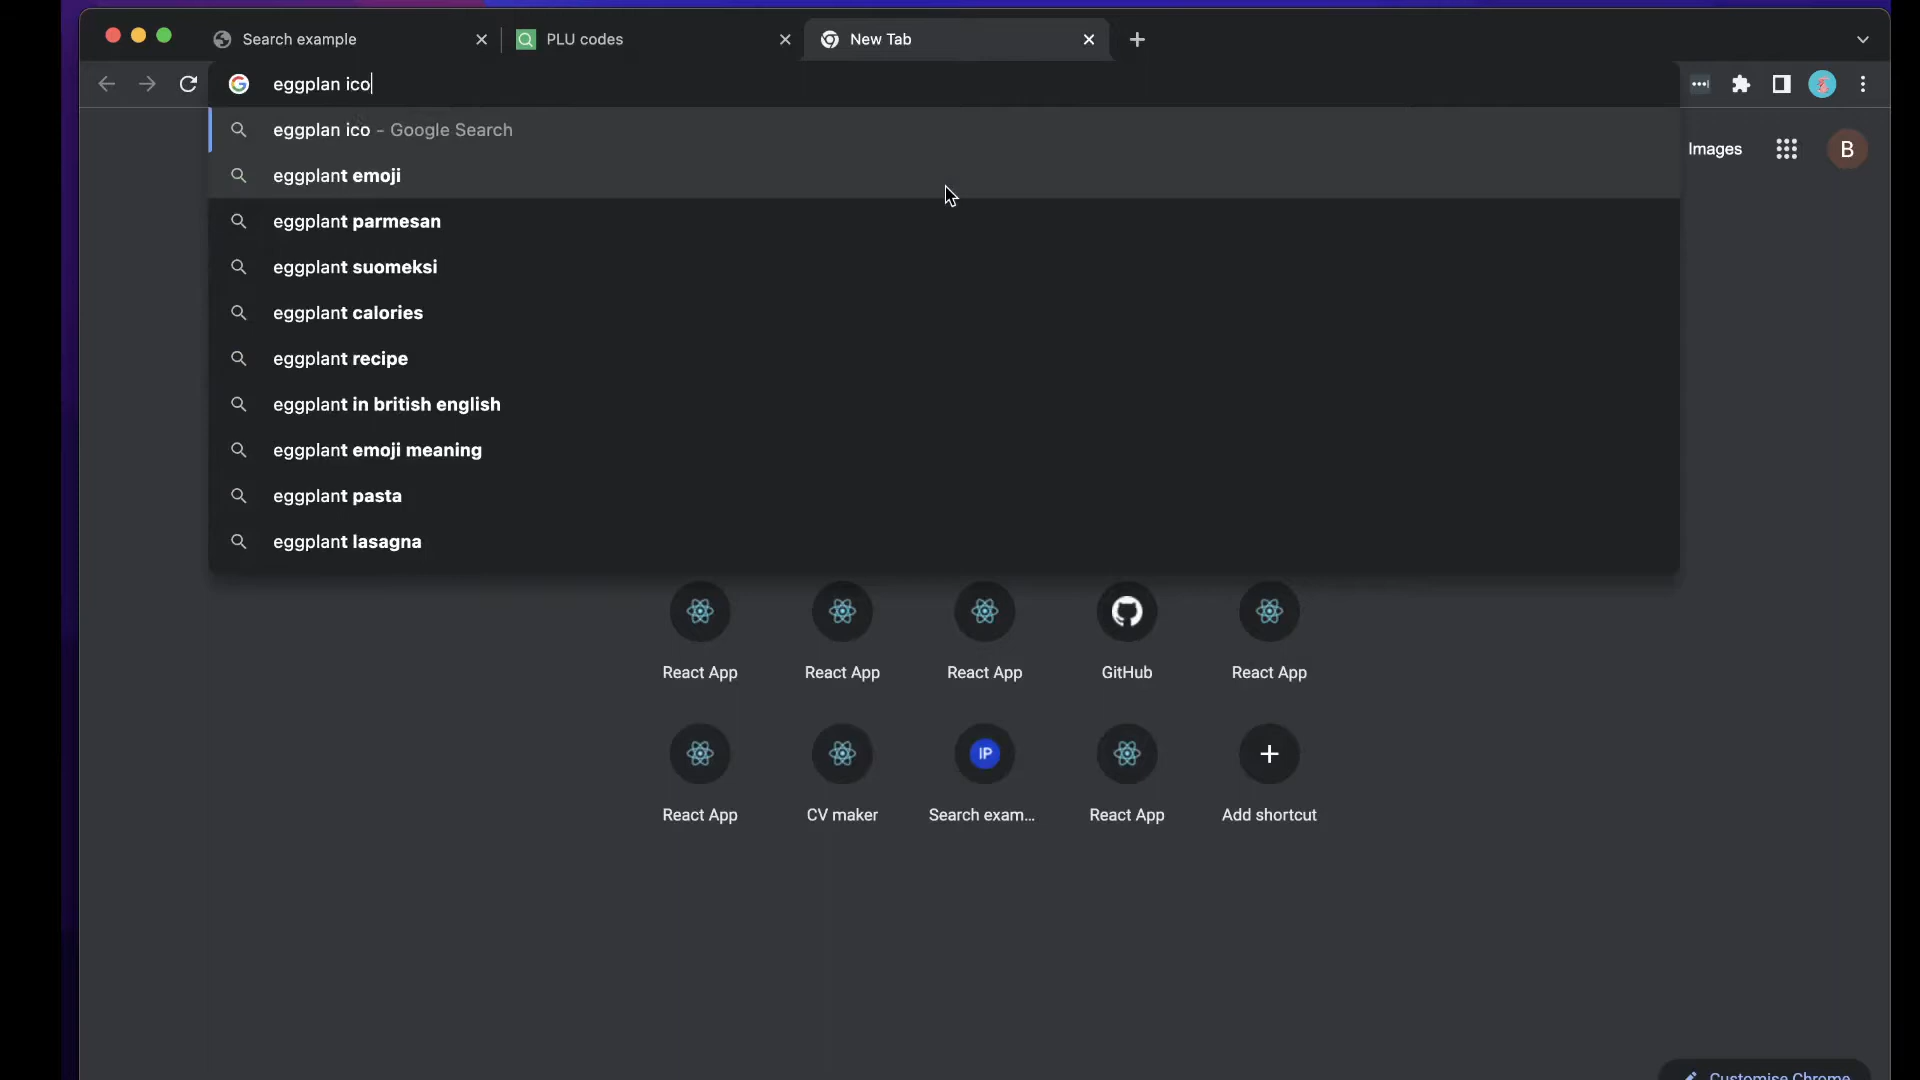 Search example
PLU codes
New Tab
eggplan ico
eggplan ico - Google Search
Images
B
eggplant emoji
eggplant parmesan
eggplant suomeksi
eggplant calories
eggplant recipe
eggplant in british english
eggplant emoji meaning
eggplant pasta
eggplant lasagna
React App
React App
React App
GitHub
React App
IP
React App
CV maker
Search exam...
React App
Add shortcut
Customise Chrome